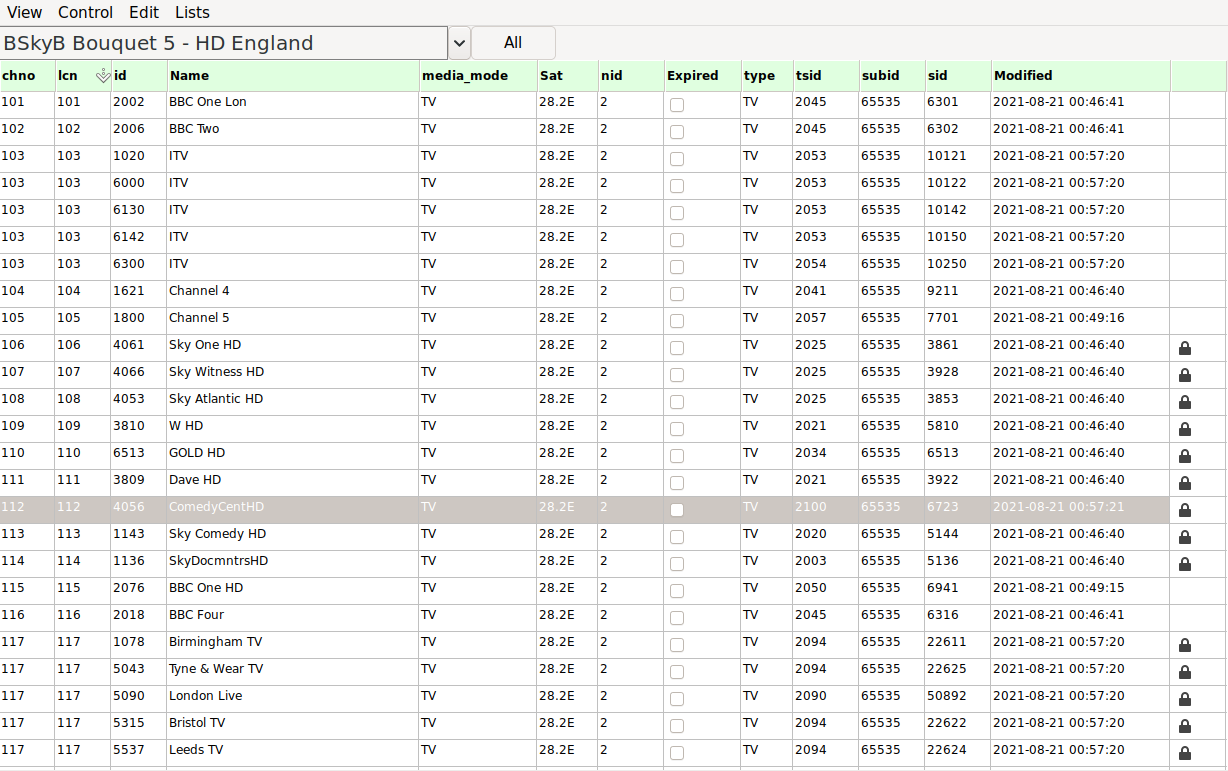 View Control Edit Lists
BSkyB Bouquet 5 - HD England All
chno lcn id Name media_mode Sat nid Expired type tsid subid sid Modified
101 101 2002 BBC One Lon TV 28.2E 2 TV 2045 65535 6301 2021-08-21 00:46:41
102 102 2006 BBC Two TV 28.2E 2 TV 2045 65535 6302 2021-08-21 00:46:41
103 103 1020 ITV TV 28.2E 2 TV 2053 65535 10121 2021-08-21 00:57:20
103 103 6000 ITV TV 28.2E 2 TV 2053 65535 10122 2021-08-21 00:57:20
103 103 6130 ITV TV 28.2E 2 TV 2053 65535 10142 2021-08-21 00:57:20
103 103 6142 ITV TV 28.2E 2 TV 2053 65535 10150 2021-08-21 00:57:20
103 103 6300 ITV TV 28.2E 2 TV 2054 65535 10250 2021-08-21 00:57:20
104 104 1621 Channel 4 TV 28.2E 2 TV 2041 65535 9211 2021-08-21 00:46:40
105 105 1800 Channel 5 TV 28.2E 2 TV 2057 65535 7701 2021-08-21 00:49:16
106 106 4061 Sky One HD TV 28.2E 2 TV 2025 65535 3861 2021-08-21 00:46:40
107 107 4066 Sky Witness HD TV 28.2E 2 TV 2025 65535 3928 2021-08-21 00:46:40
108 108 4053 Sky Atlantic HD TV 28.2E 2 TV 2025 65535 3853 2021-08-21 00:46:40
109 109 3810 W HD TV 28.2E 2 TV 2021 65535 5810 2021-08-21 00:46:40
110 110 6513 GOLD HD TV 28.2E 2 TV 2034 65535 6513 2021-08-21 00:46:40
111 111 3809 Dave HD TV 28.2E 2 TV 2021 65535 3922 2021-08-21 00:46:40
112 112 4056 ComedyCentHD TV 28.2E 2 TV 2100 65535 6723 2021-08-21 00:57:21
113 113 1143 Sky Comedy HD TV 28.2E 2 TV 2020 65535 5144 2021-08-21 00:46:40
114 114 1136 SkyDocmntrsHD TV 28.2E 2 TV 2003 65535 5136 2021-08-21 00:46:40
115 115 2076 BBC One HD TV 28.2E 2 TV 2050 65535 6941 2021-08-21 00:49:15
116 116 2018 BBC Four TV 28.2E 2 TV 2045 65535 6316 2021-08-21 00:46:41
117 117 1078 Birmingham TV TV 28.2E 2 TV 2094 65535 22611 2021-08-21 00:57:20
117 117 5043 Tyne & Wear TV TV 28.2E 2 TV 2094 65535 22625 2021-08-21 00:57:20
117 117 5090 London Live TV 28.2E 2 TV 2090 65535 50892 2021-08-21 00:57:20
117 117 5315 Bristol TV TV 28.2E 2 TV 2094 65535 22622 2021-08-21 00:57:20
117 117 5537 Leeds TV TV 28.2E 2 TV 2094 65535 22624 2021-08-21 00:57:20